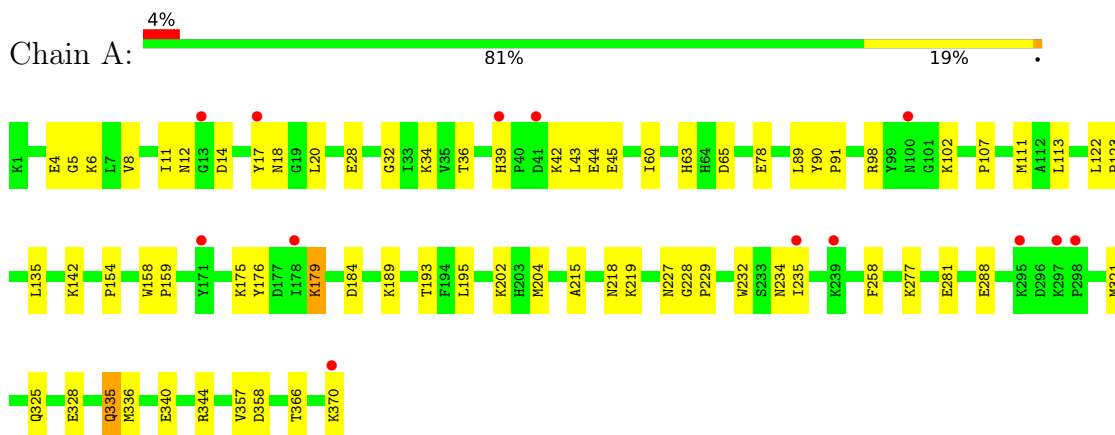 4%
Chain A:
81% 19% •
K1 E4 G5 K6 L7 V8 I11 N12 G13 D14 Y17 N18 G19 L20 E28 G32 I33 K34 V35 T36 H39 P40 D41 K42 L43 E44 E45 I60 H63 H64 D65 E78 L89 Y90 P91 R98 Y99 N100 G101 K102 P107 M111 A112 L113 L122 P123
L135 K142 P154 W158 P159 Y171 K175 Y176 D177 I178 K179 D184 K189 T193 F194 L195 K202 H203 M204 A215 N218 K219 N227 G228 P229 W232 S233 N234 I235 K239 F258 K277 E281 E288 K295 D296 K297 P298 M321
Q325 E328 Q335 M336 E340 R344 V357 D358 T366 K370